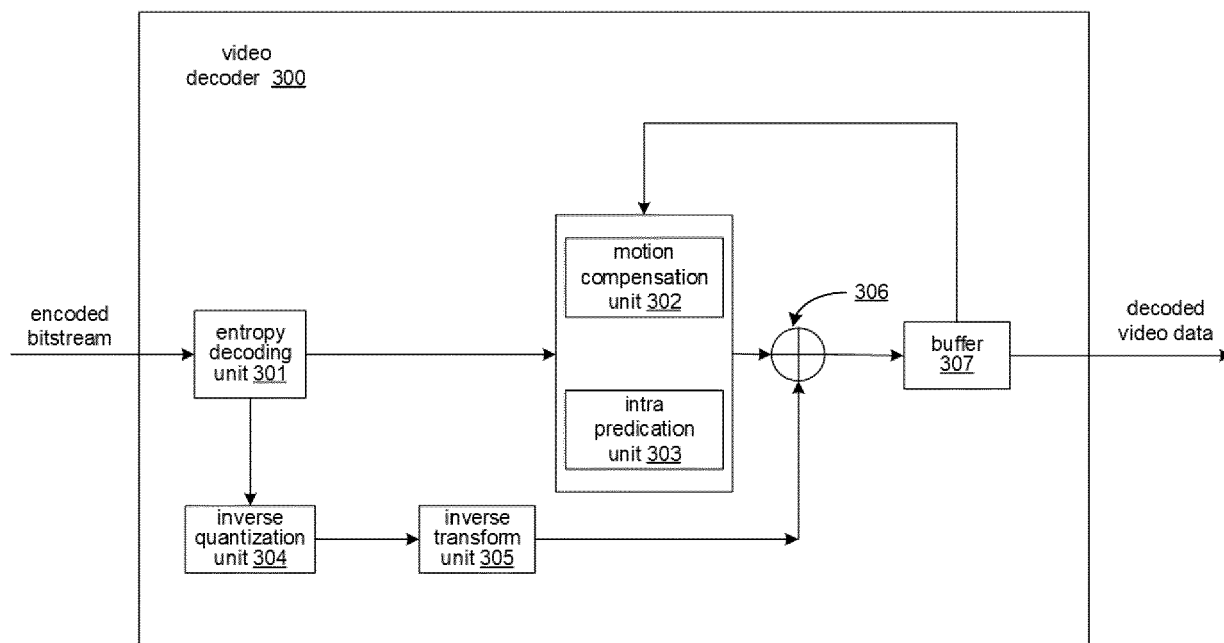 video
decoder 300
motion
compensation
unit 302
306
encoded
bitstream
decoded
video data
entropy
decoding
unit 301
buffer
307
intra
predication
unit 303
inverse
quantization
unit 304
inverse
transform
unit 305